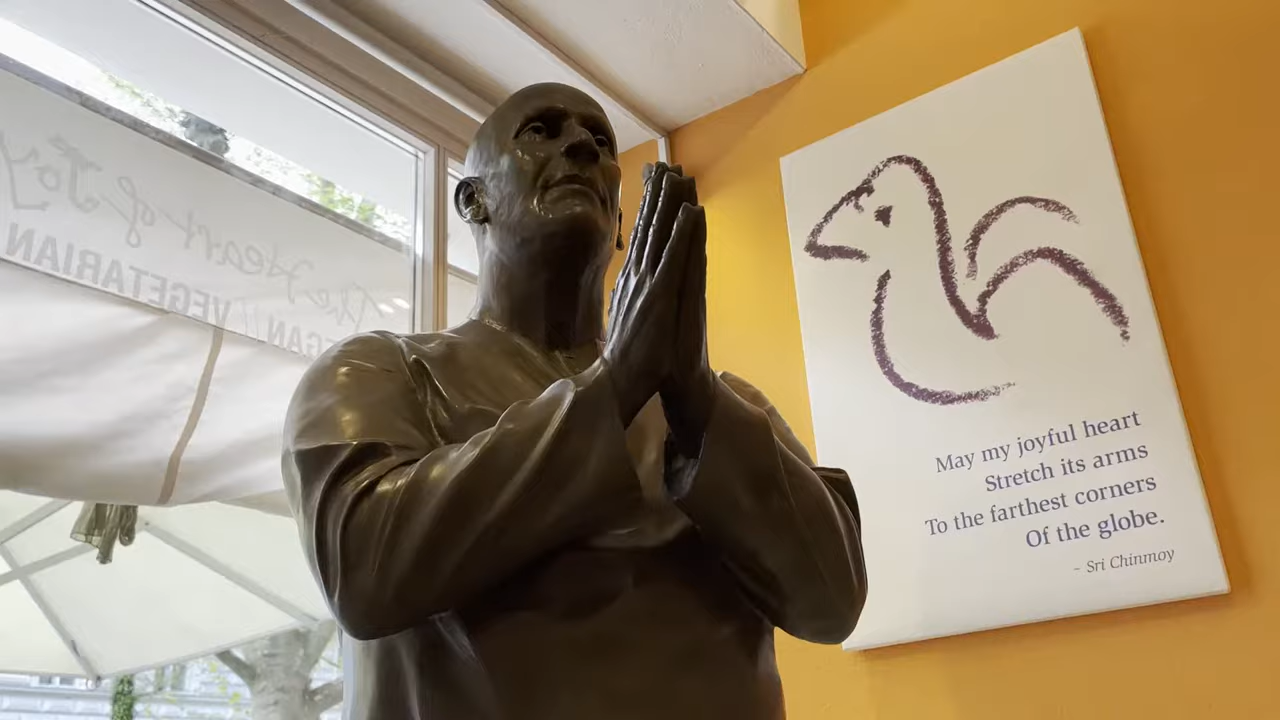 The Heart of Joy
VEGAN // VEGETARIAN
May my joyful heart
Stretch its arms
To the farthest corners
Of the globe.
~ Sri Chinmoy